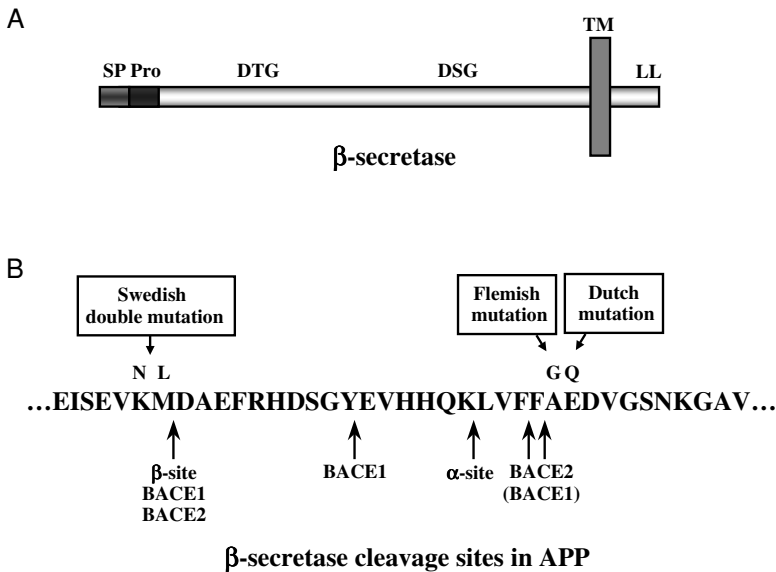 A
SP Pro DTG DSG TM LL
β-secretase
B
Swedish
double mutation
Flemish
mutation
Dutch
mutation
N L G Q
...EISEVKMDAEFRHDSGYEVHHQKLVFFAEDVGSNKGAV...
β-site
BACE1
BACE2
BACE1
α-site
BACE2
(BACE1)
β-secretase cleavage sites in APP